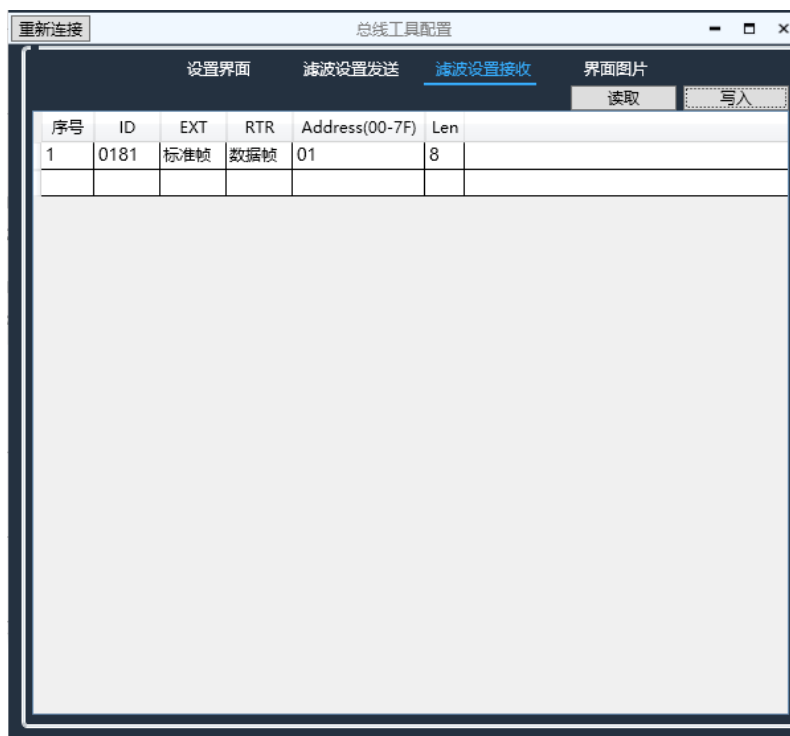 重新连接 总线工具配置
设置界面 滤波设置发送 滤波设置接收 界面图片
读取 写入
序号 ID EXT RTR Address(00-7F) Len
1 0181 标准帧 数据帧 01 8